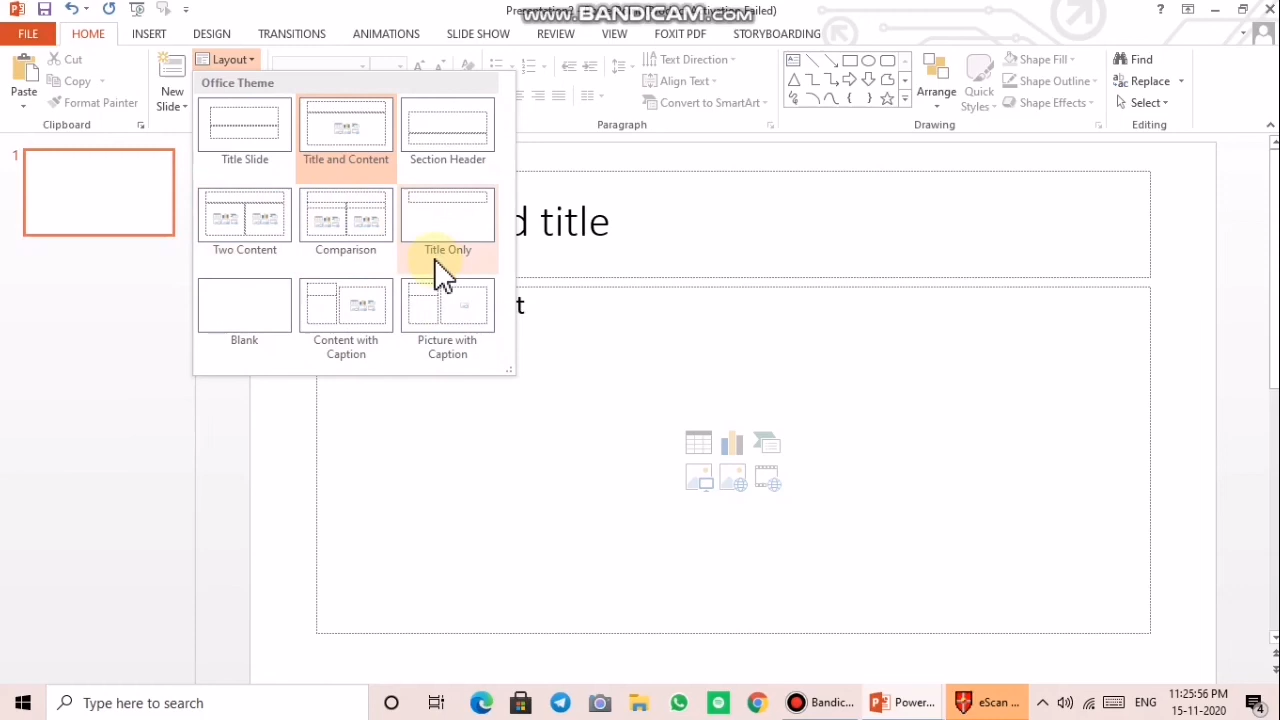 Presentation
Activation Failed)
www.BANDICAM.com
FILE
HOME
INSERT
DESIGN
TRANSITIONS
ANIMATIONS
SLIDE SHOW
REVIEW
VIEW
FOXIT PDF
STORYBOARDING
Paste
Cut
Copy
Format Painter
Clipboard
New
Slide
Layout
Text Direction
Align Text
Convert to SmartArt
Paragraph
Arrange
Quick
Styles
Shape Fill
Shape Outline
Shape Effects
Drawing
Find
Replace
Select
Editing
Office Theme
Title Slide
Title and Content
Section Header
Two Content
Comparison
Title Only
Blank
Content with
Caption
Picture with
Caption
1
d title
t
Type here to search
Bandic...
Power...
eScan ...
ENG
11:25:56 PM
15-11-2020
4